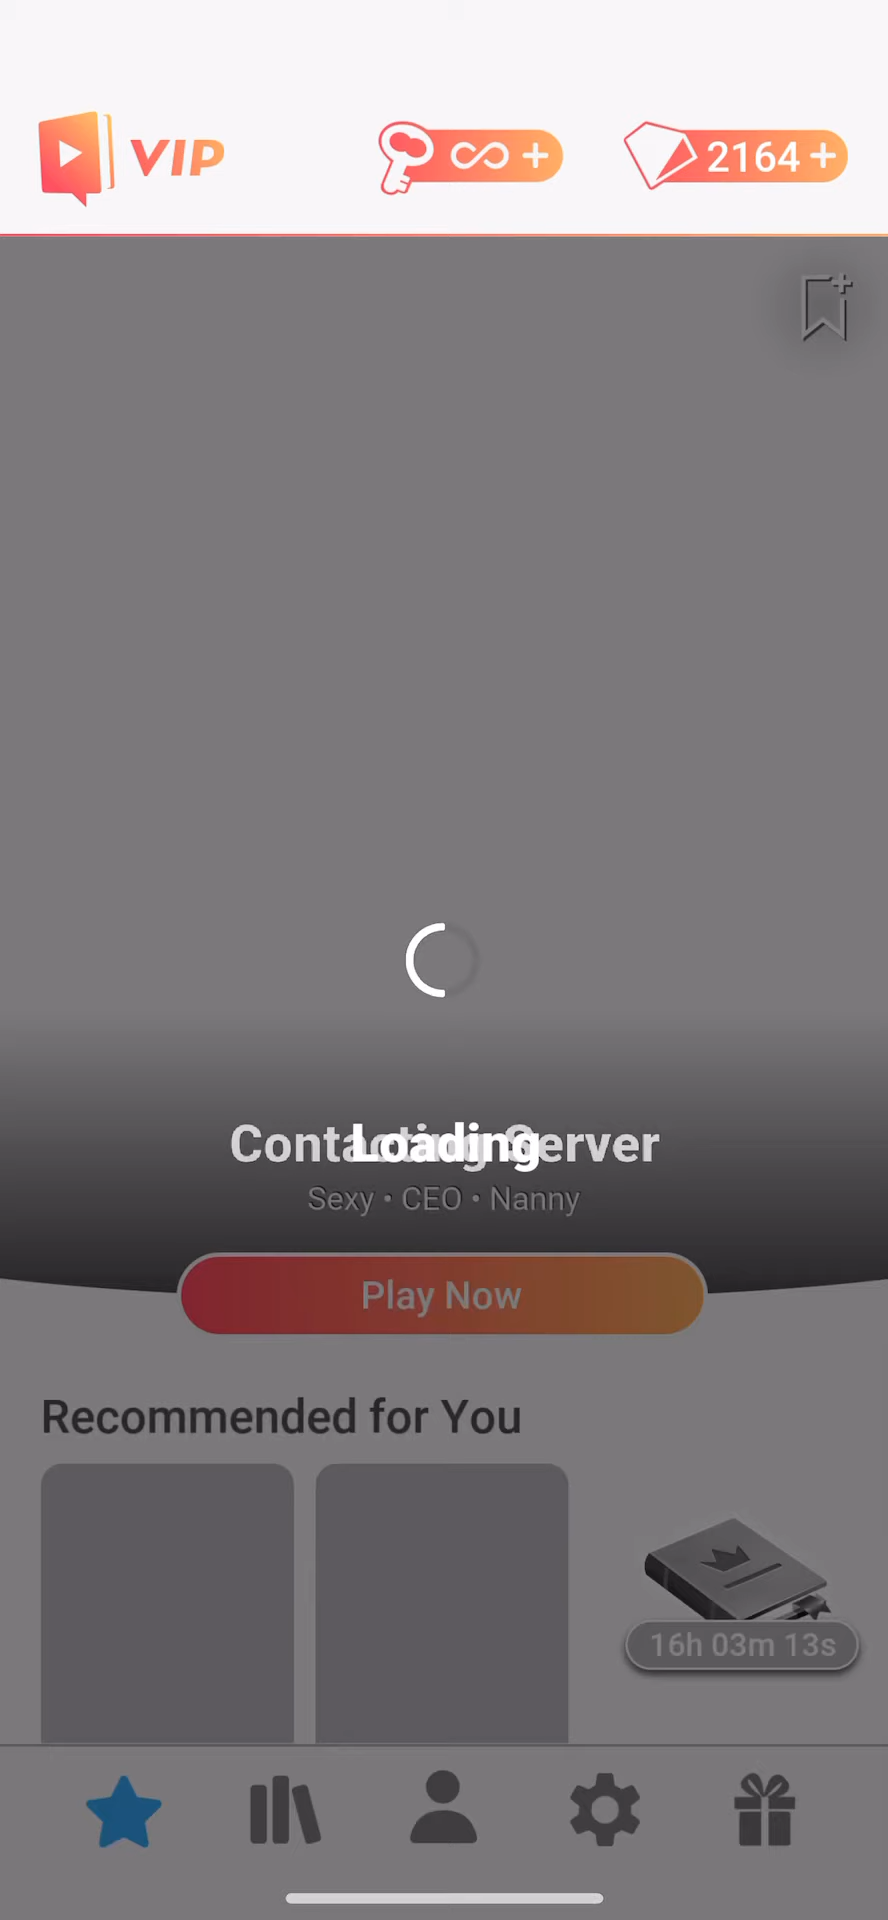 VIP
∞ +
2164 +
Contacting Server
Loading
Sexy • CEO • Nanny
Play Now
Recommended for You
16h 03m 13s